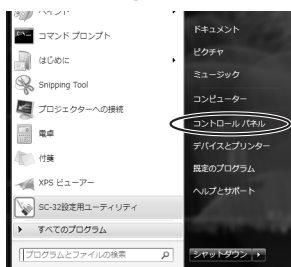 コマンド プロンプト
はじめに
Snipping Tool
プロジェクターへの接続
電卓
付箋
XPS ビューアー
SC-32設定用ユーティリティ
すべてのプログラム
プログラムとファイルの検索
ドキュメント
ピクチャ
ミュージック
コンピューター
コントロール パネル
デバイスとプリンター
既定のプログラム
ヘルプとサポート
シャットダウン